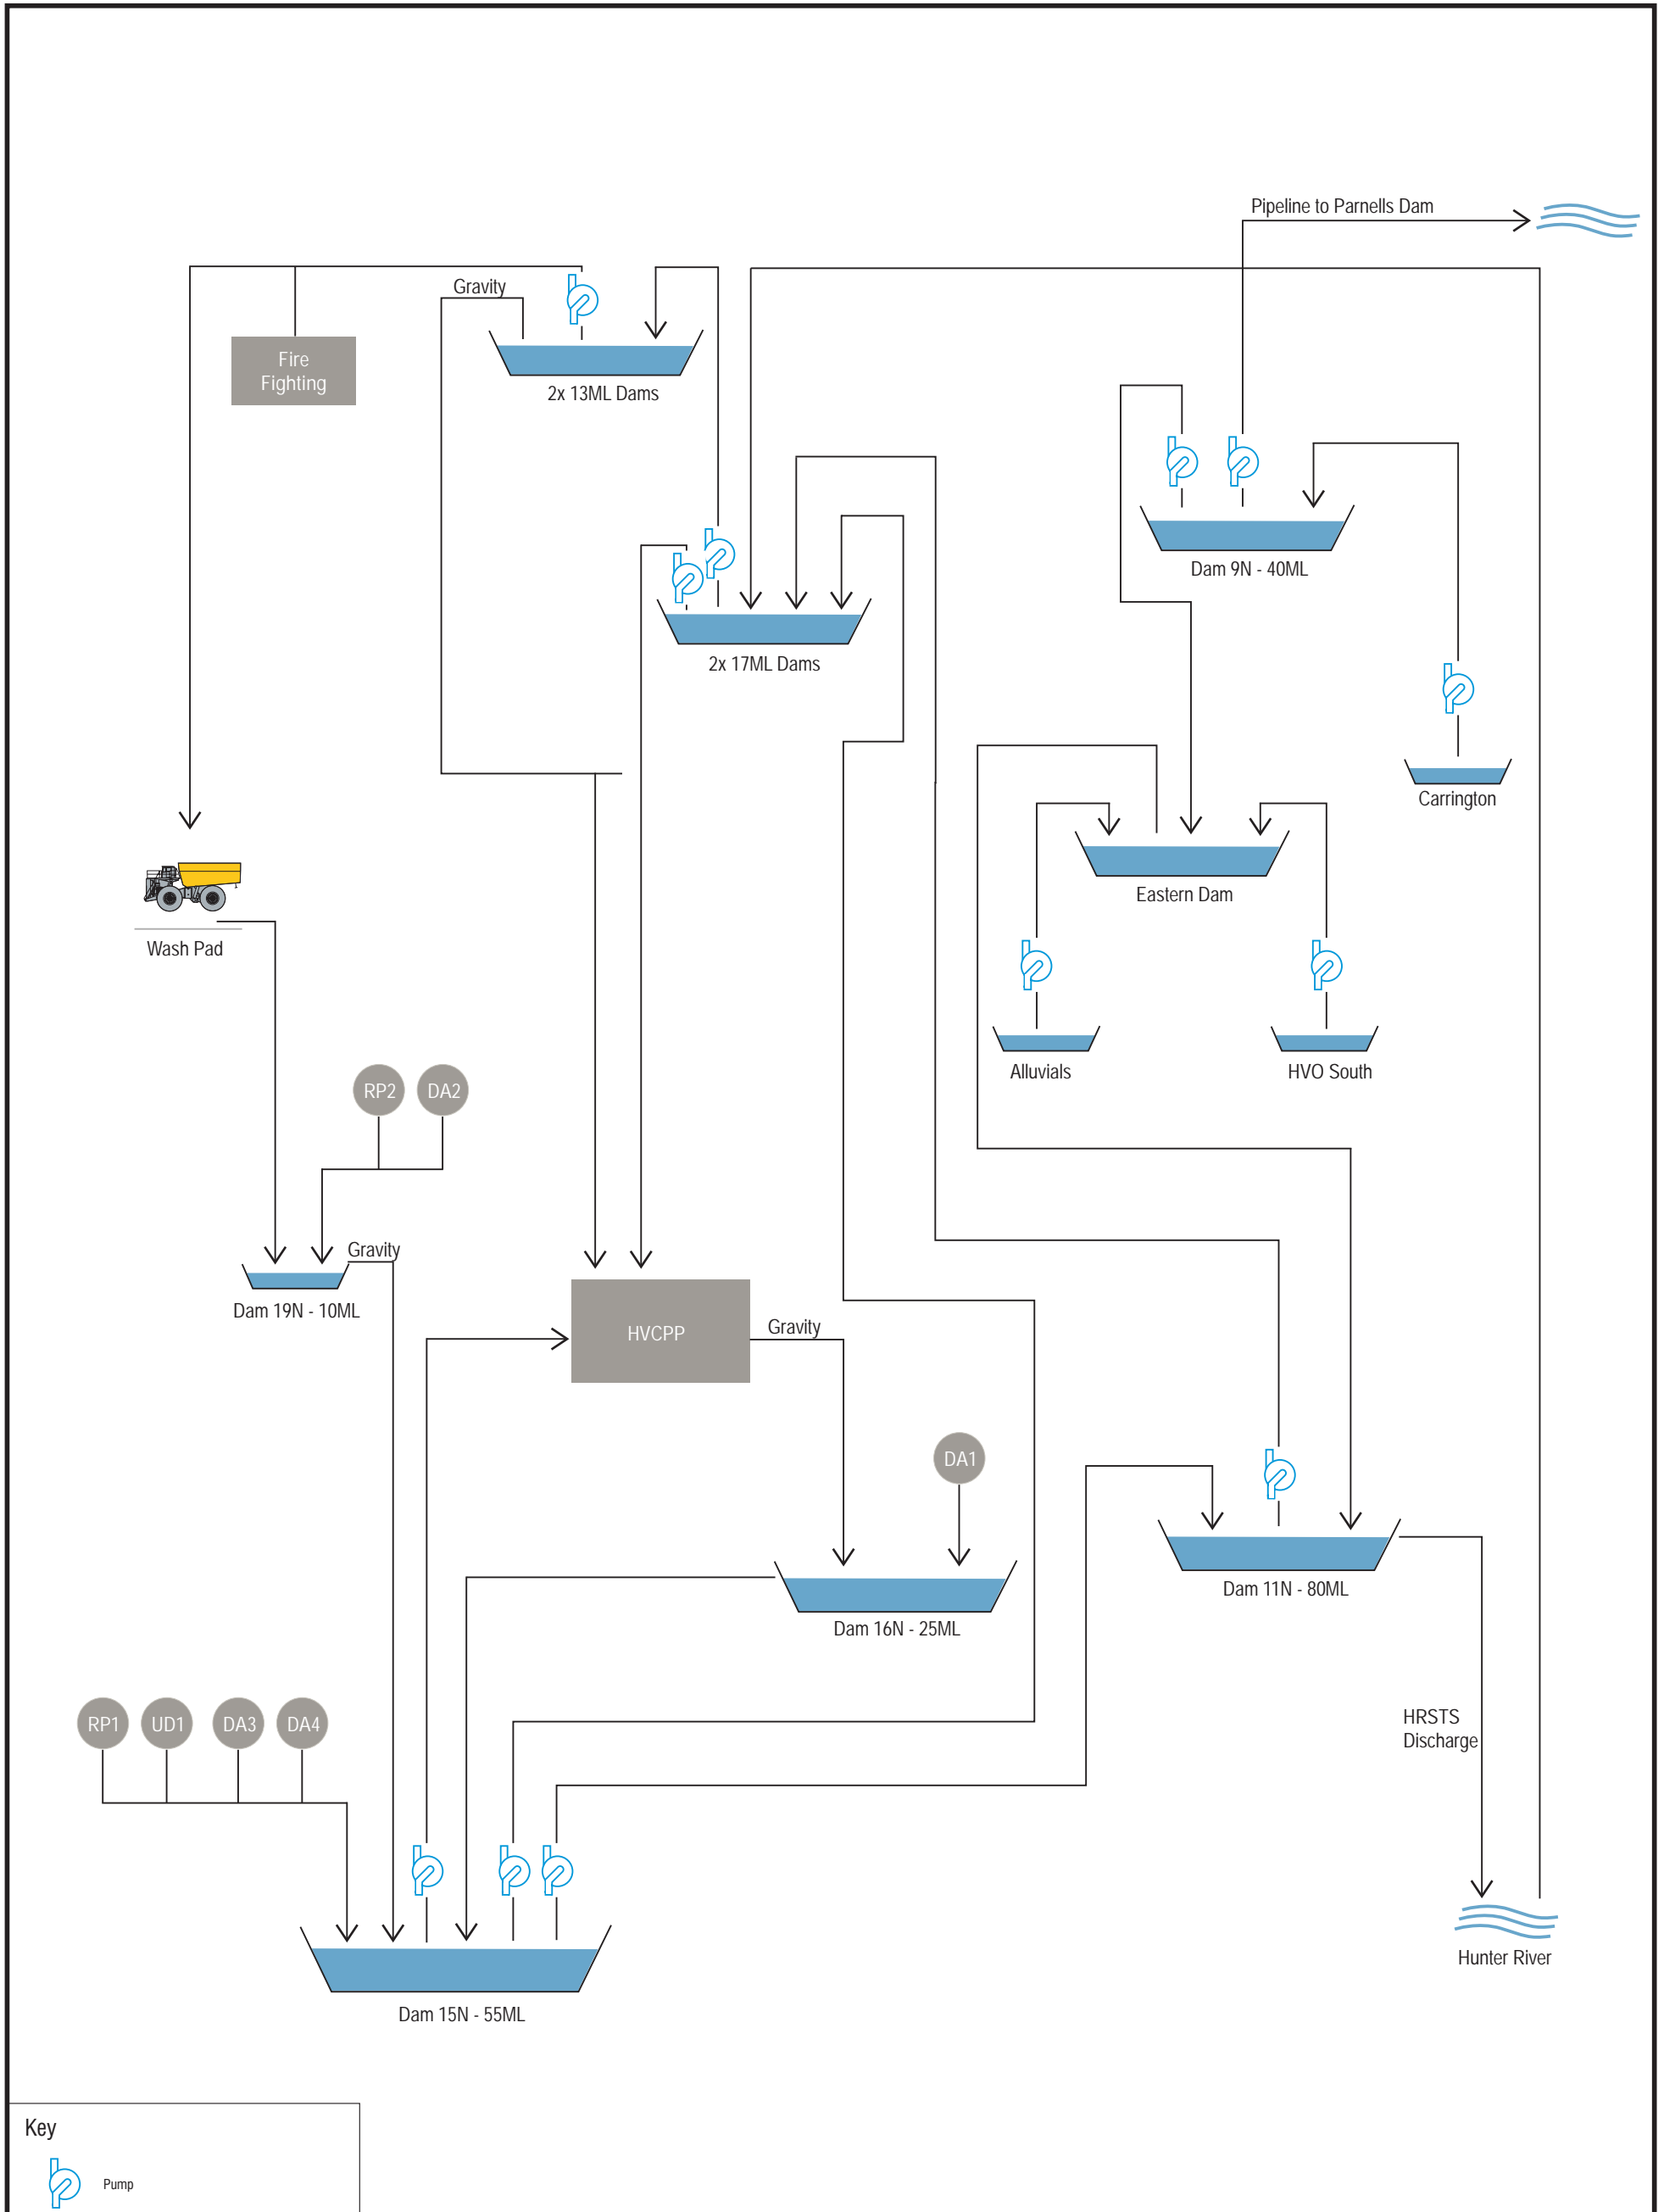 Pipeline to Parnells Dam
Gravity
Fire
Fighting
2x 13ML Dams
Dam 9N - 40ML
2x 17ML Dams
Carrington
Eastern Dam
Wash Pad
Alluvials
HVO South
RP2
DA2
Gravity
Dam 19N - 10ML
HVCPP
Gravity
DA1
Dam 11N - 80ML
Dam 16N - 25ML
RP1
UD1
DA3
DA4
HRSTS
Discharge
Hunter River
Dam 15N - 55ML
Key
Pump